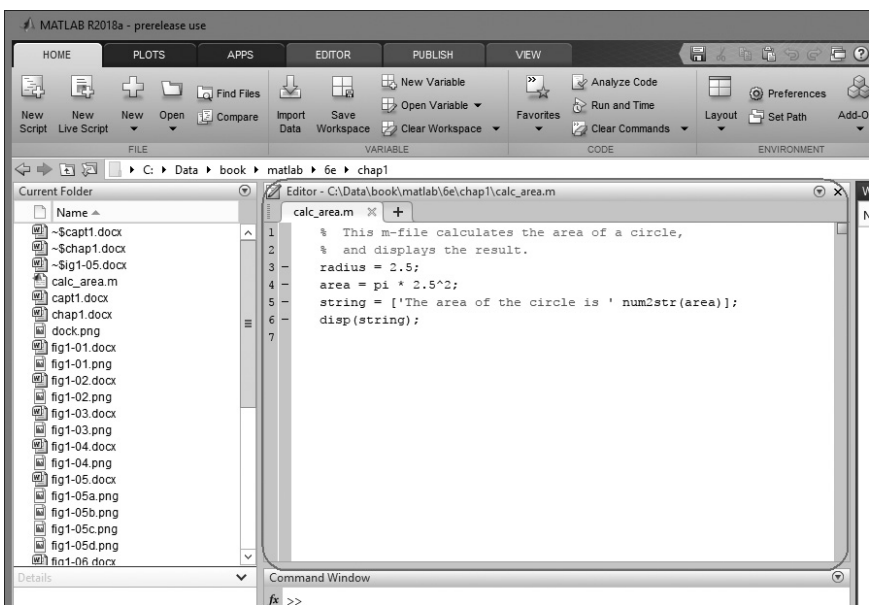 MATLAB R2018a - prerelease use
HOME PLOTS APPS EDITOR PUBLISH VIEW
New Script
New Live Script
New
Open
Find Files
Compare
FILE
Import Data
Save Workspace
New Variable
Open Variable
Clear Workspace
VARIABLE
Favorites
Analyze Code
Run and Time
Clear Commands
CODE
Layout
Preferences
Set Path
ENVIRONMENT
Add-O
C: Data book matlab 6e chap1
Current Folder
Name
~$capt1.docx
~$chap1.docx
~$ig1-05.docx
calc_area.m
capt1.docx
chap1.docx
dock.png
fig1-01.docx
fig1-01.png
fig1-02.docx
fig1-02.png
fig1-03.docx
fig1-03.png
fig1-04.docx
fig1-04.png
fig1-05.docx
fig1-05a.png
fig1-05b.png
fig1-05c.png
fig1-05d.png
fig1-06.docx
Details
Editor - C:\Data\book\matlab\6e\chap1\calc_area.m
calc_area.m
1 % This m-file calculates the area of a circle,
2 % and displays the result.
3 – radius = 2.5;
4 – area = pi * 2.5^2;
5 – string = ['The area of the circle is ' num2str(area)];
6 – disp(string);
7
Command Window
fx >>
W
N